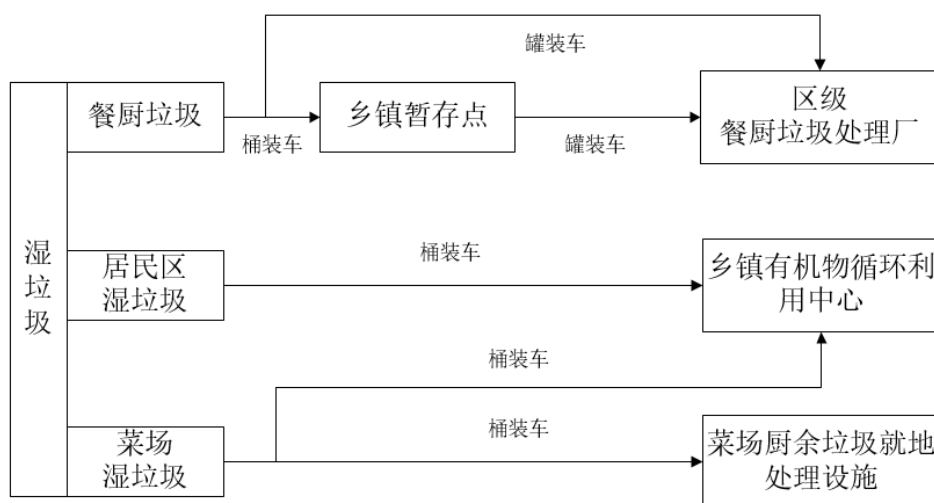 罐装车
餐厨垃圾
桶装车
乡镇暂存点
罐装车
区级
餐厨垃圾处理厂
湿
垃
圾
居民区
湿垃圾
桶装车
乡镇有机物循环利
用中心
桶装车
菜场
湿垃圾
桶装车
菜场厨余垃圾就地
处理设施